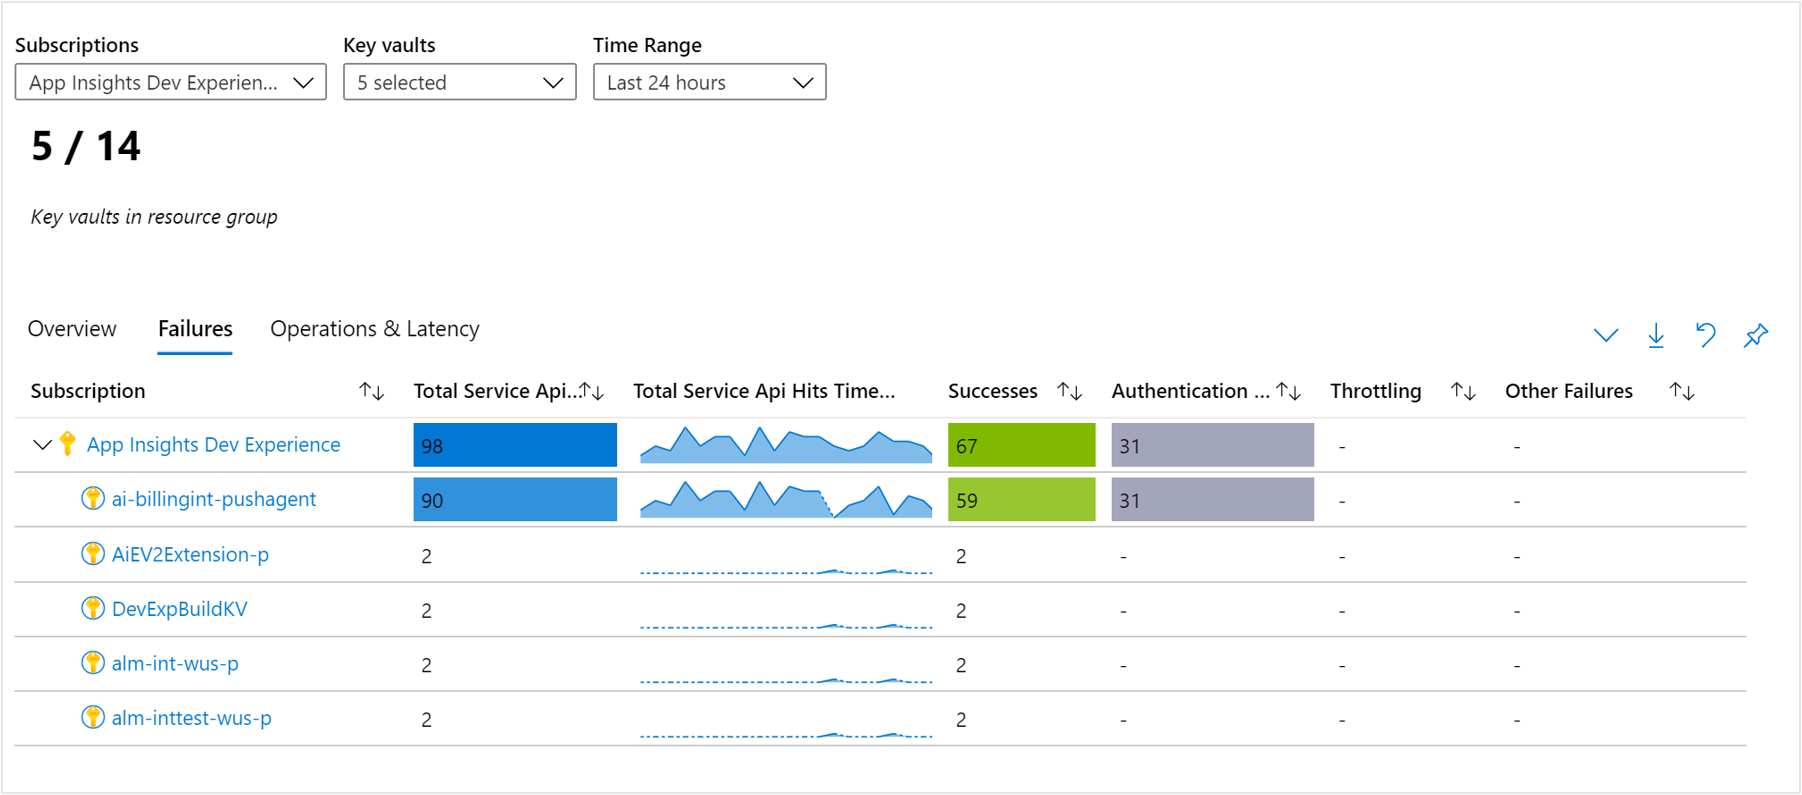 Subscriptions Key vaults Time Range
App Insights Dev Experien... 5 selected Last 24 hours
5 / 14
Key vaults in resource group
Overview Failures Operations & Latency
Subscription Total Service Api... Total Service Api Hits Time... Successes Authentication ... Throttling Other Failures
App Insights Dev Experience 98 67 31 - -
ai-billingint-pushagent 90 59 31 - -
AiEV2Extension-p 2 2 - - -
DevExpBuildKV 2 2 - - -
alm-int-wus-p 2 2 - - -
alm-inttest-wus-p 2 2 - - -